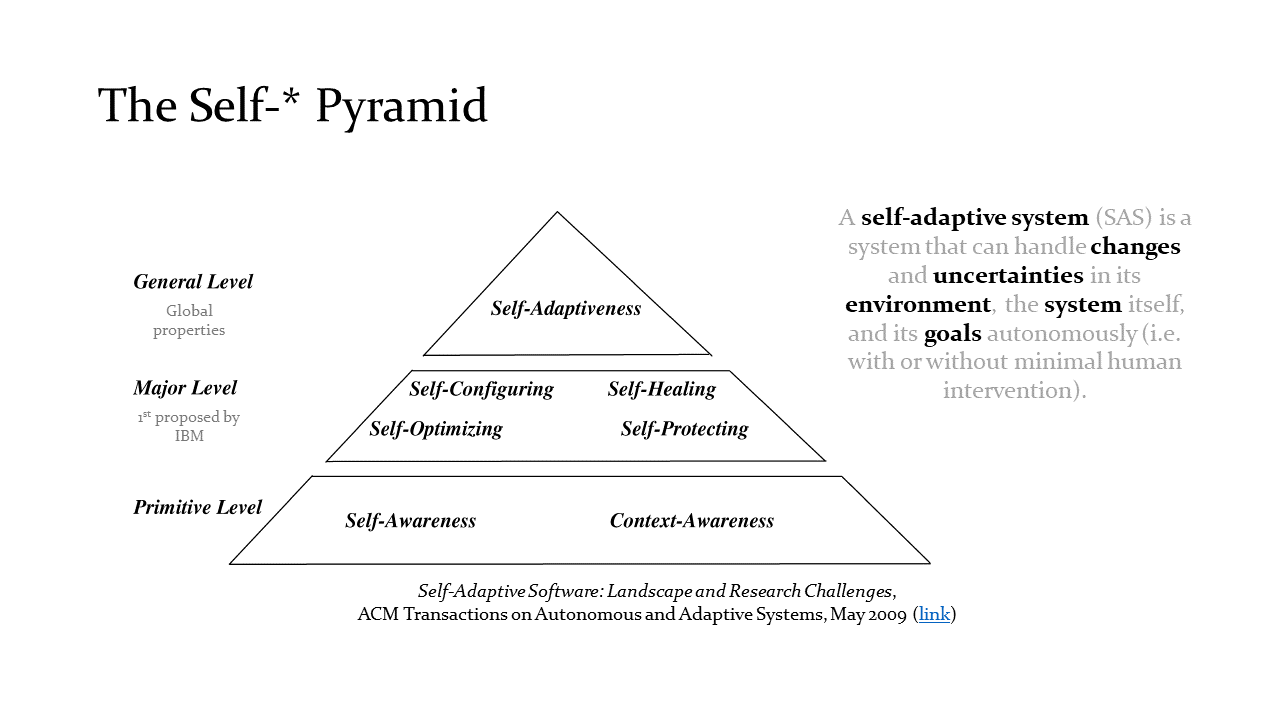 The Self-* Pyramid
General Level
Global
properties
Major Level
1st proposed by
IBM
Primitive Level
Self-Adaptiveness
Self-Configuring Self-Healing
Self-Optimizing Self-Protecting
Self-Awareness Context-Awareness
A self-adaptive system (SAS) is a
system that can handle changes
and uncertainties in its
environment, the system itself,
and its goals autonomously (i.e.
with or without minimal human
intervention).
Self-Adaptive Software: Landscape and Research Challenges,
ACM Transactions on Autonomous and Adaptive Systems, May 2009 (link)